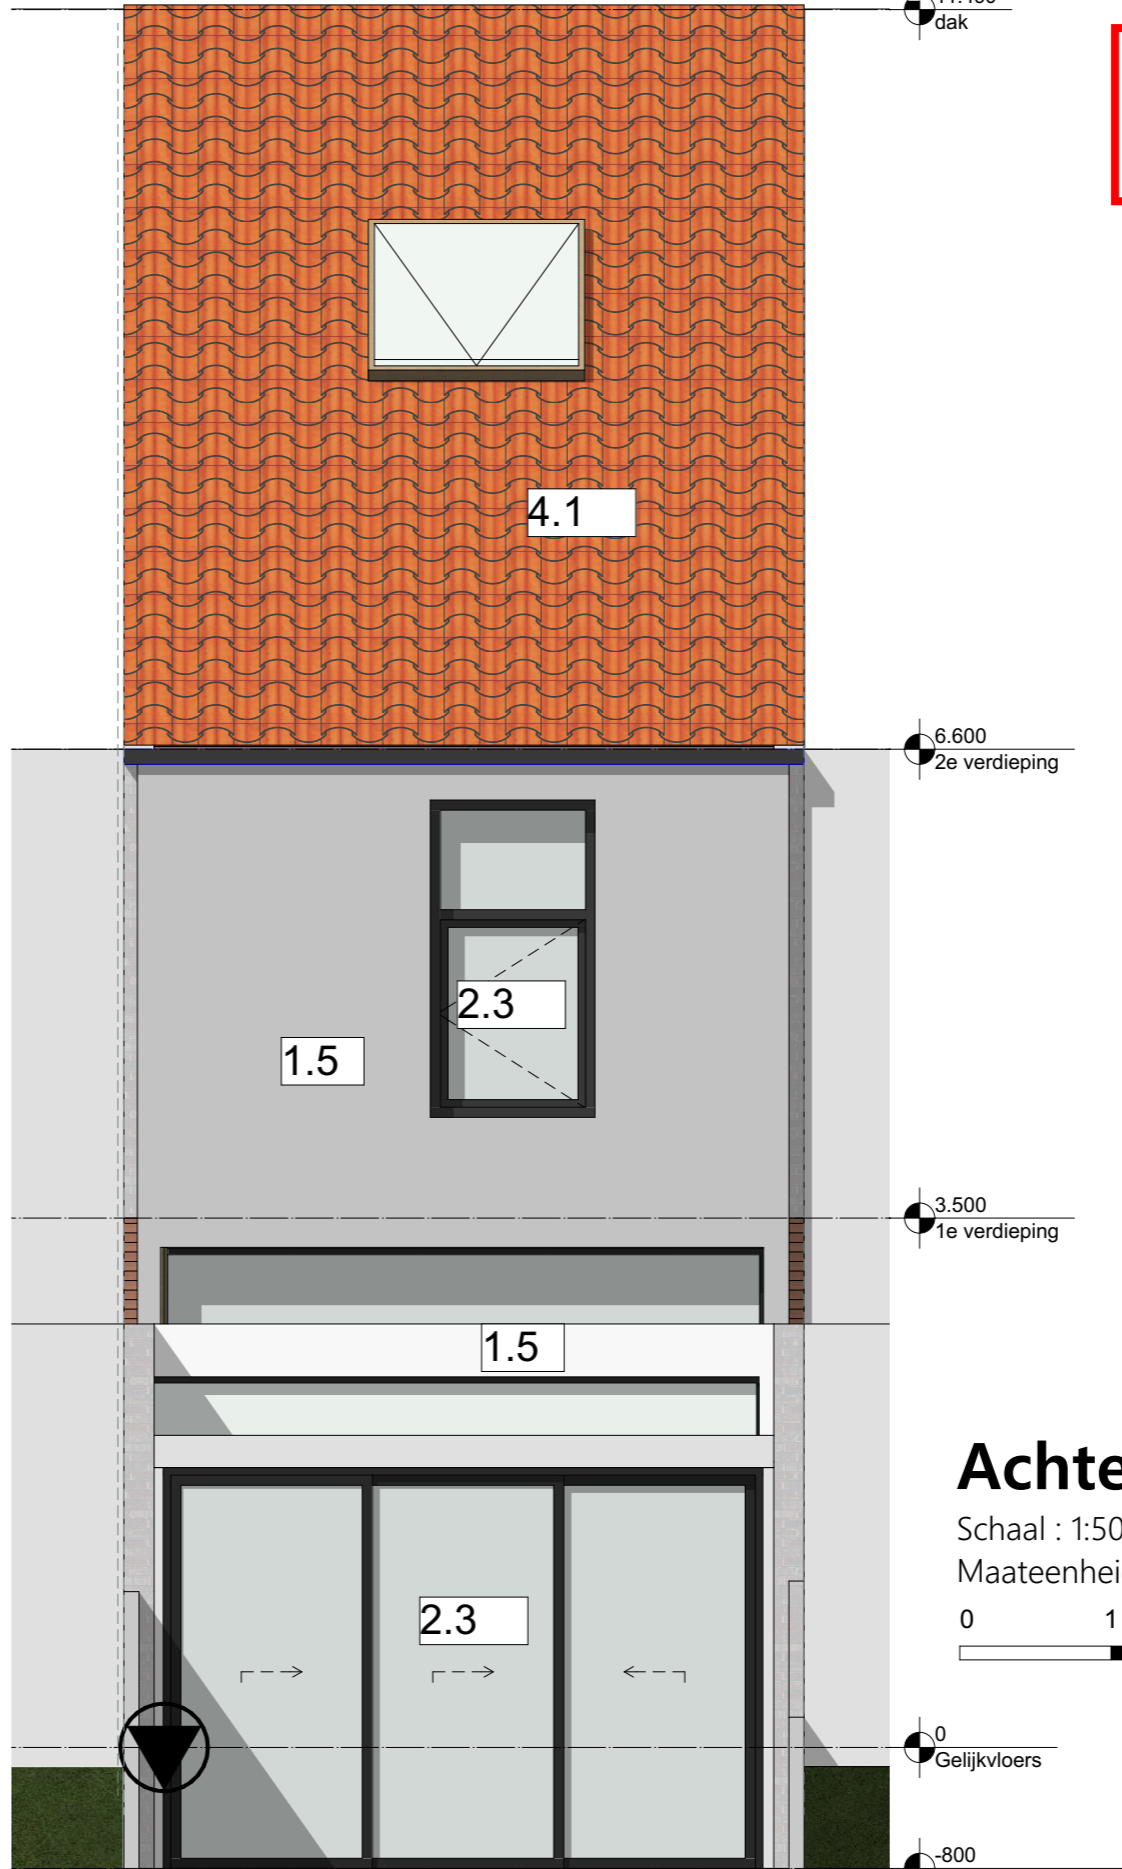 dak
4.1
6.600
2e verdieping
2.3
1.5
3.500
1e verdieping
1.5
Achte
Schaal : 1:50
Maateenhei
0 1
2.3
0
Gelijkvloers
-800